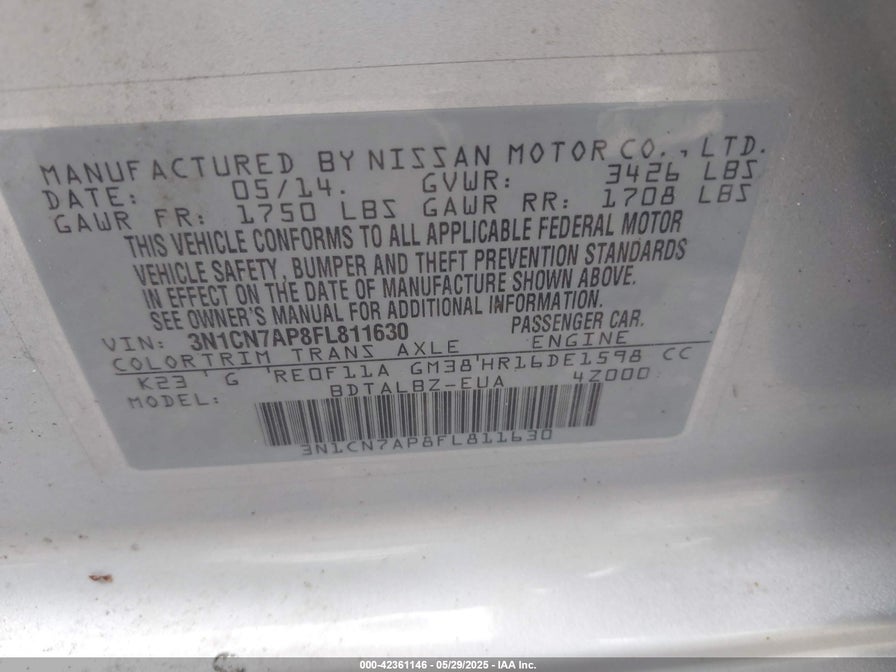 MANUFACTURED BY NISSAN MOTOR CO., LTD.
DATE: 05/14. GVWR: 3426 LBS
GAWR FR: 1750 LBS GAWR RR: 1708 LBS
THIS VEHICLE CONFORMS TO ALL APPLICABLE FEDERAL MOTOR
VEHICLE SAFETY, BUMPER AND THEFT PREVENTION STANDARDS
IN EFFECT ON THE DATE OF MANUFACTURE SHOWN ABOVE.
SEE OWNER'S MANUAL FOR ADDITIONAL INFORMATION.
VIN: 3N1CN7AP8FL811630 PASSENGER CAR.
COLOR TRIM TRANS AXLE ENGINE
K23 ' G 'RE0F11A GM38'HR16DE1598 CC
MODEL: BDTALBZ-EUA 4Z000
3N1CN7AP8FL811630
000-42361146 - 05/29/2025 - IAA Inc.